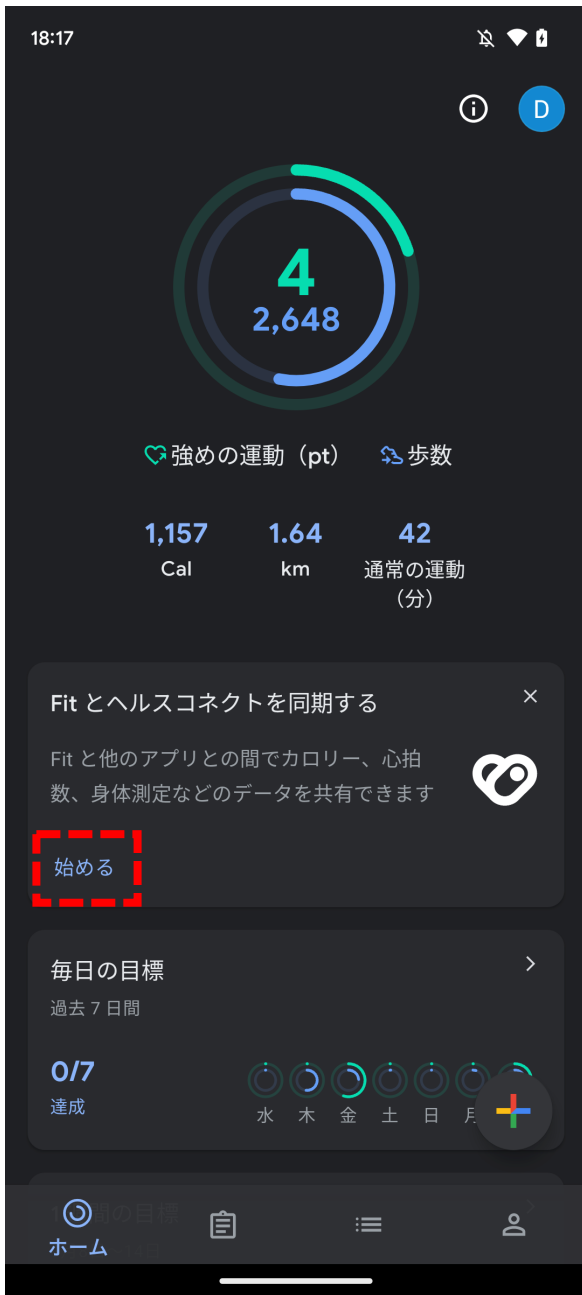 18:17
D
4
2,648
強めの運動（pt） 歩数
1,157 1.64 42
Cal km 通常の運動
（分）
Fit とヘルスコネクトを同期する
Fit と他のアプリとの間でカロリー、心拍
数、身体測定などのデータを共有できます
始める
毎日の目標
過去 7 日間
0/7
達成
水 木 金 土 日 月
間の目標
ホーム